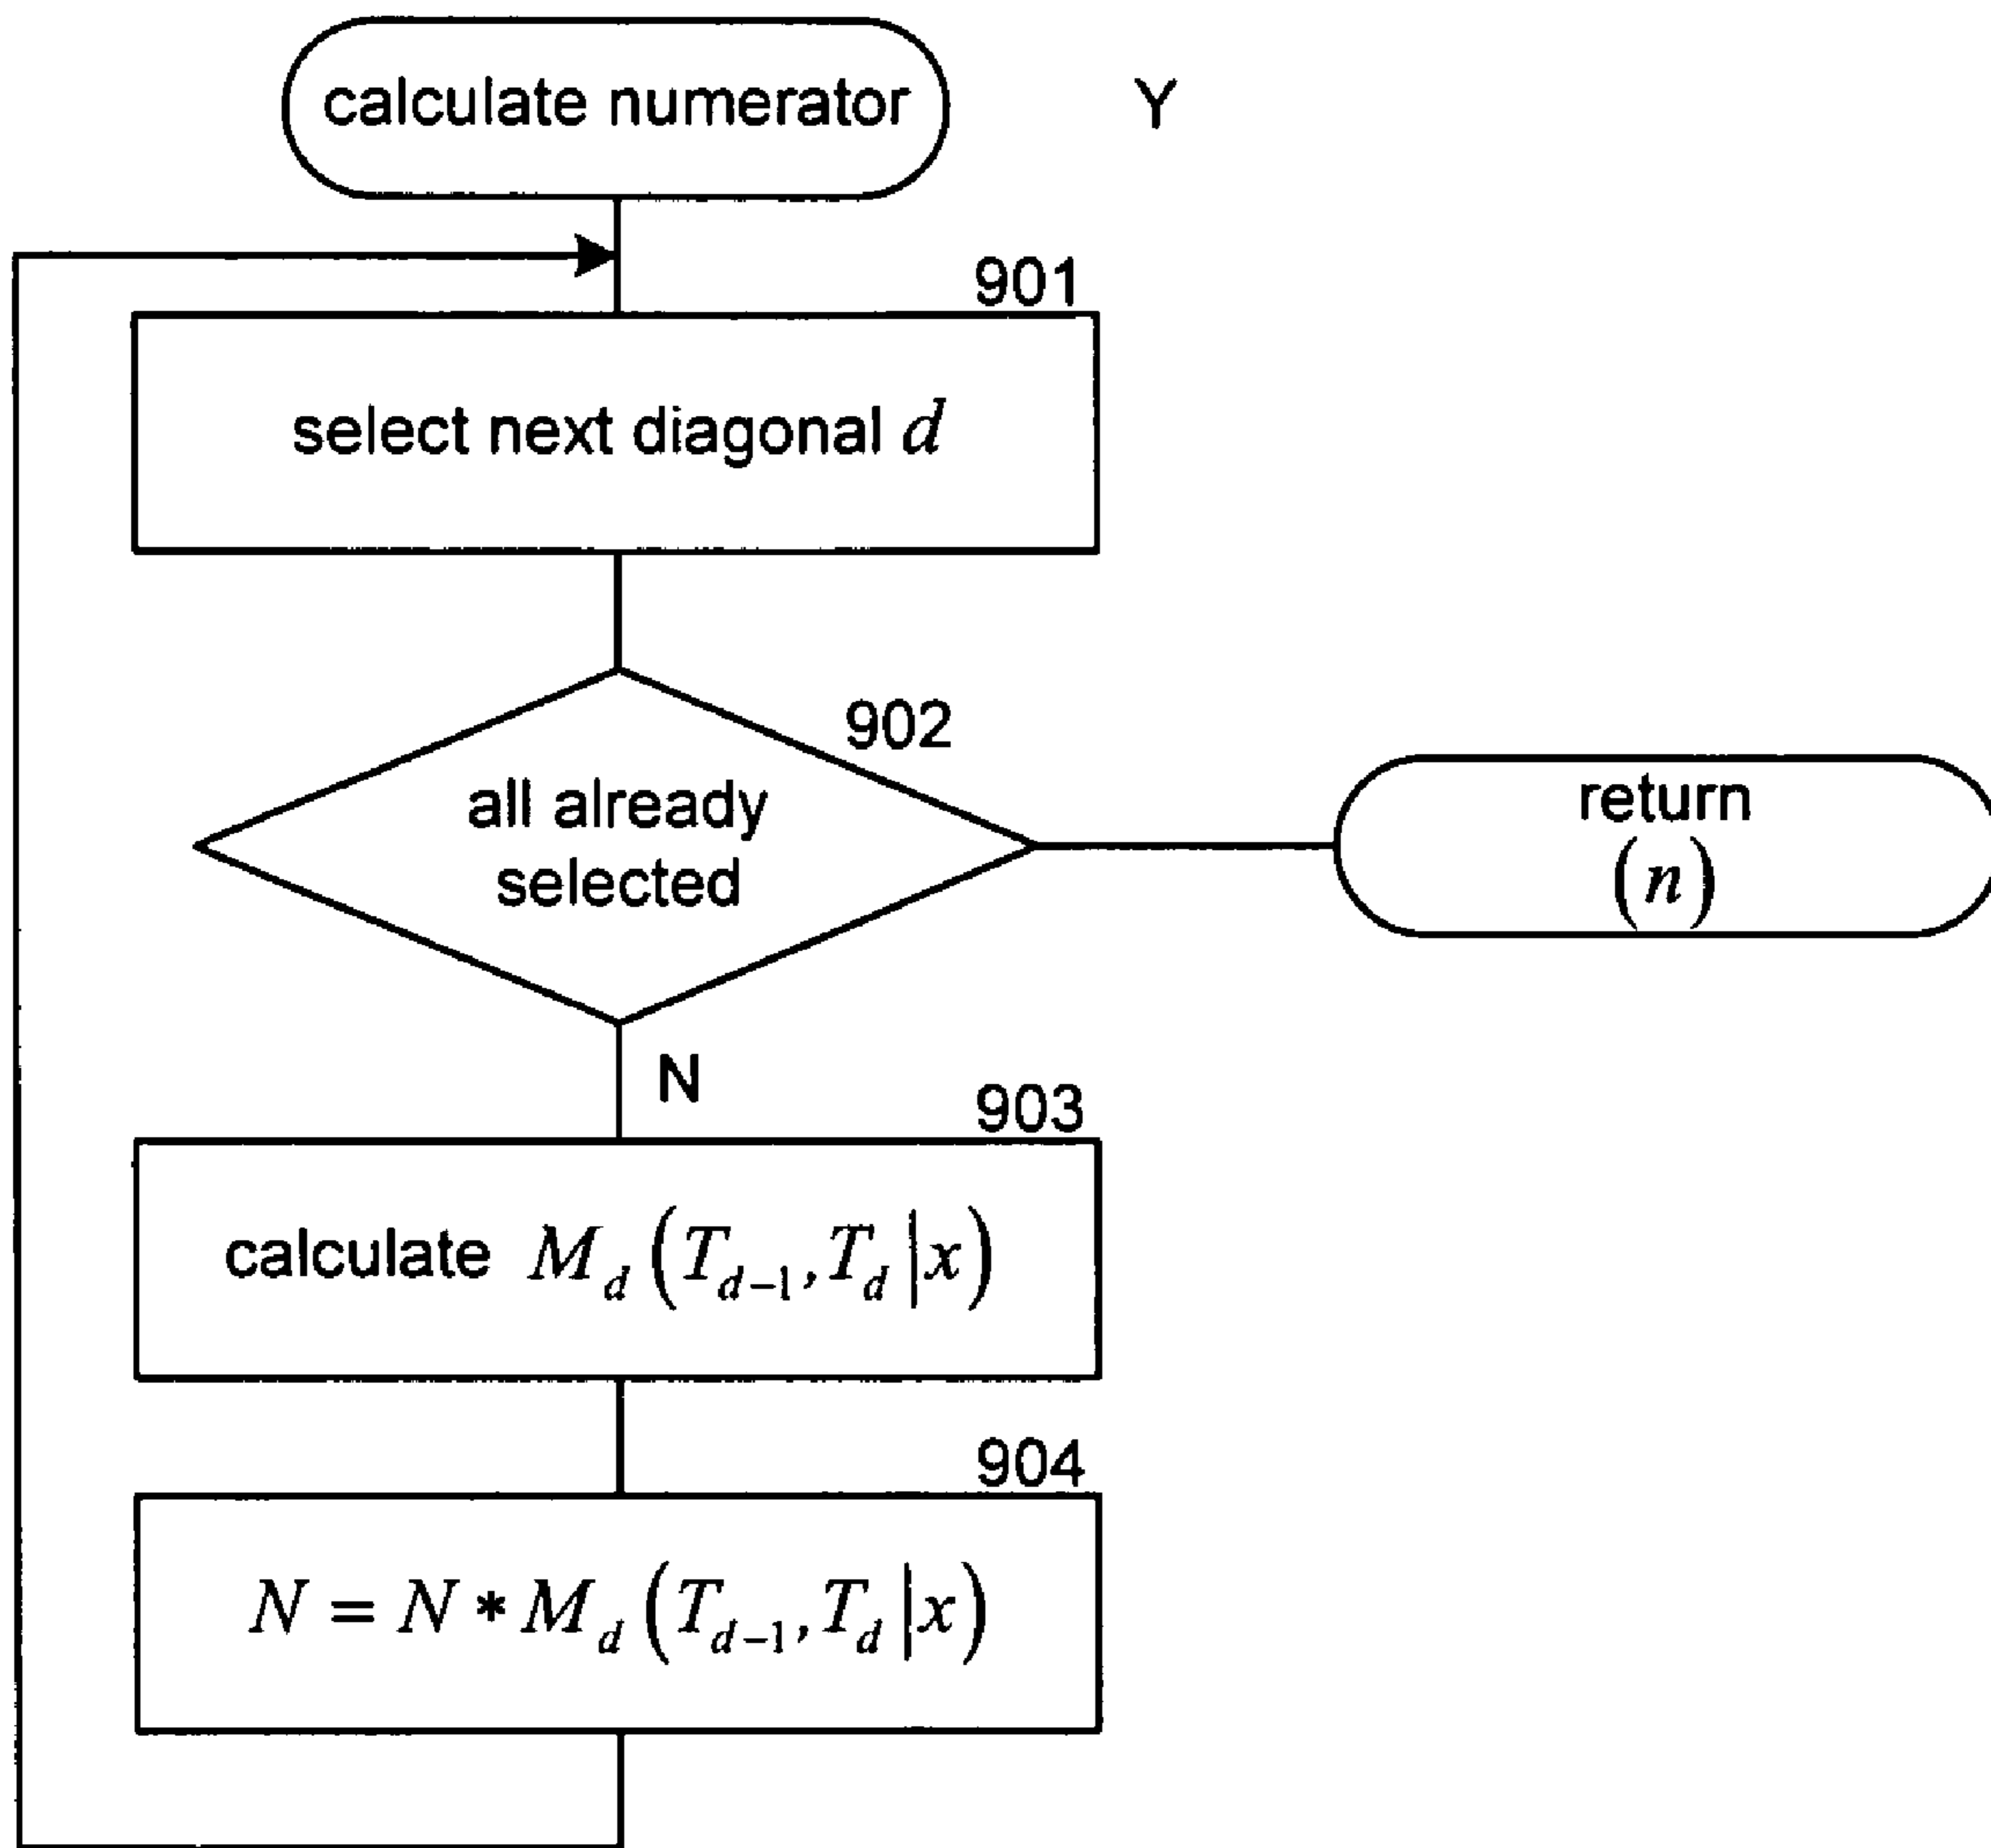 calculate numerator
Y
901
select next diagonal d
902
all already
selected
return
(n)
N
903
calculate M_d (T_{d-1}, T_d | x)
904
N = N * M_d (T_{d-1}, T_d | x)